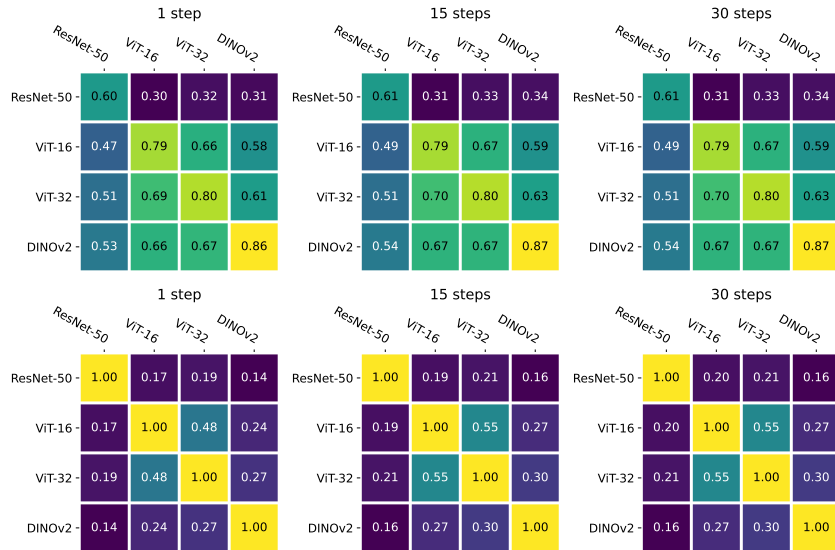 1 step 15 steps 30 steps
ResNet-50 ViT-16 ViT-32 DINOv2 ResNet-50 ViT-16 ViT-32 DINOv2 ResNet-50 ViT-16 ViT-32 DINOv2
ResNet-50 0.60 0.30 0.32 0.31 ResNet-50 0.61 0.31 0.33 0.34 ResNet-50 0.61 0.31 0.33 0.34
ViT-16 0.47 0.79 0.66 0.58 ViT-16 0.49 0.79 0.67 0.59 ViT-16 0.49 0.79 0.67 0.59
ViT-32 0.51 0.69 0.80 0.61 ViT-32 0.51 0.70 0.80 0.63 ViT-32 0.51 0.70 0.80 0.63
DINOv2 0.53 0.66 0.67 0.86 DINOv2 0.54 0.67 0.67 0.87 DINOv2 0.54 0.67 0.67 0.87
1 step 15 steps 30 steps
ResNet-50 ViT-16 ViT-32 DINOv2 ResNet-50 ViT-16 ViT-32 DINOv2 ResNet-50 ViT-16 ViT-32 DINOv2
ResNet-50 1.00 0.17 0.19 0.14 ResNet-50 1.00 0.19 0.21 0.16 ResNet-50 1.00 0.20 0.21 0.16
ViT-16 0.17 1.00 0.48 0.24 ViT-16 0.19 1.00 0.55 0.27 ViT-16 0.20 1.00 0.55 0.27
ViT-32 0.19 0.48 1.00 0.27 ViT-32 0.21 0.55 1.00 0.30 ViT-32 0.21 0.55 1.00 0.30
DINOv2 0.14 0.24 0.27 1.00 DINOv2 0.16 0.27 0.30 1.00 DINOv2 0.16 0.27 0.30 1.00